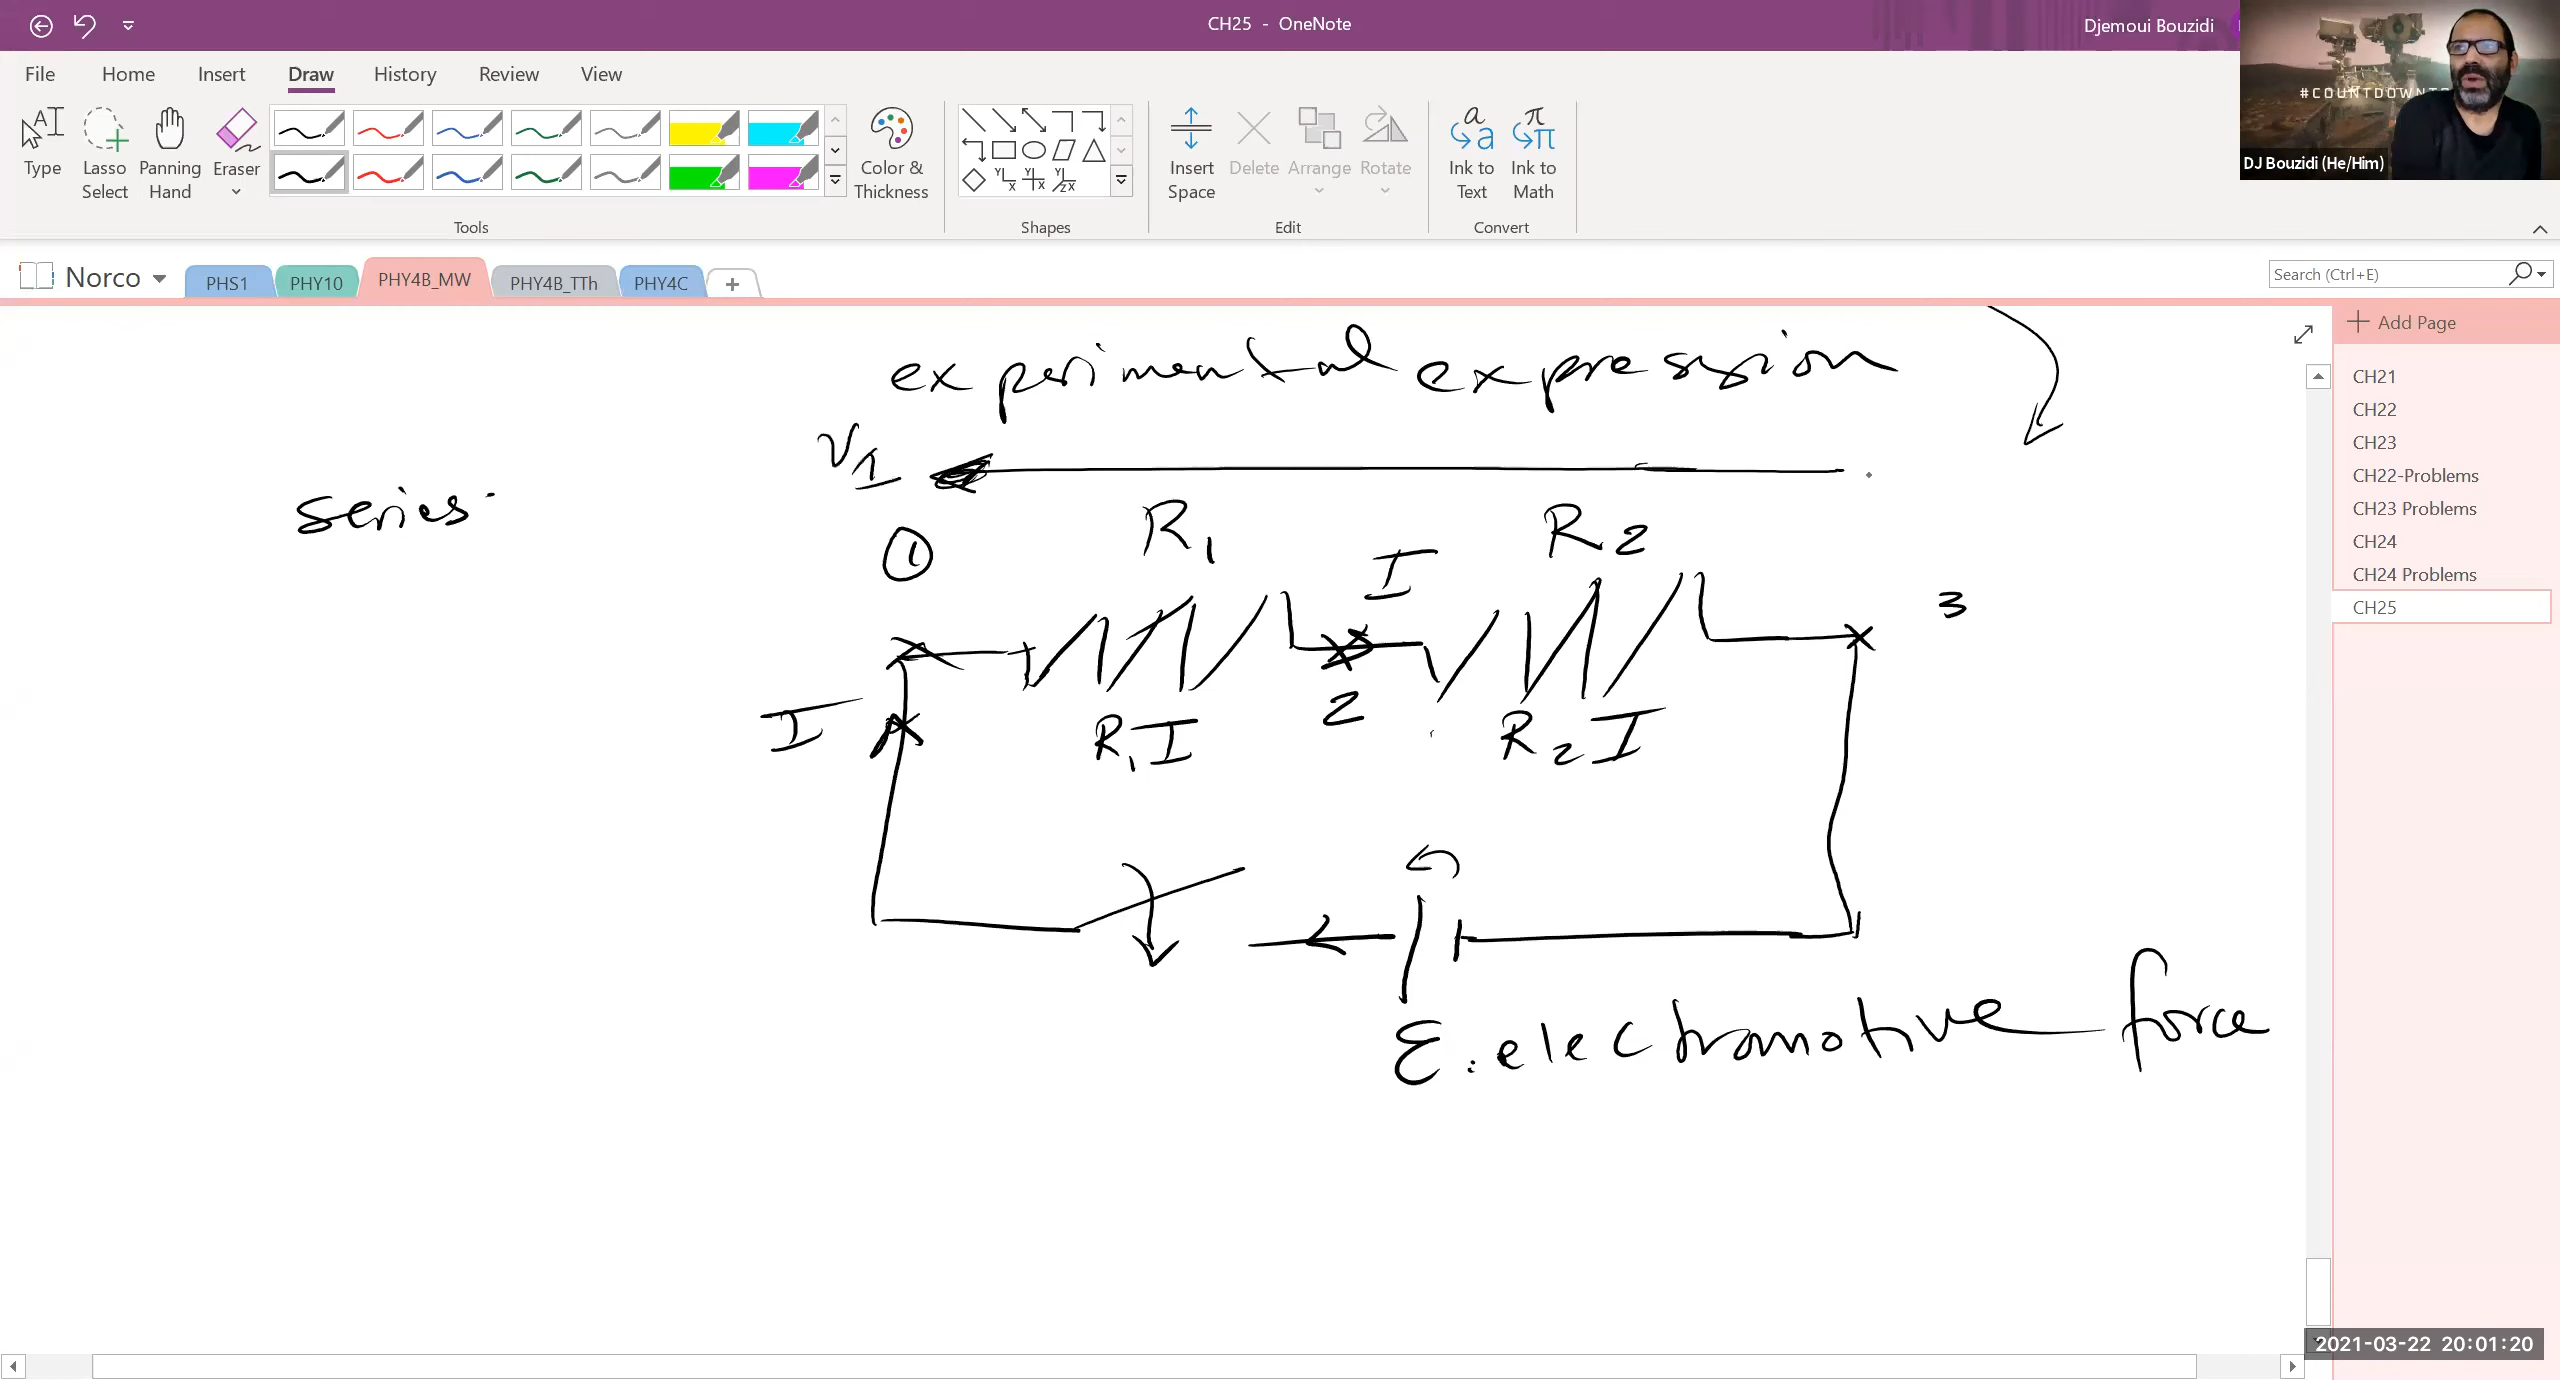 CH25 - OneNote
Djemoui Bouzidi
#COUNTDOWNTO
DJ Bouzidi (He/Him)
File Home Insert Draw History Review View
Type
Lasso Select
Panning Hand
Eraser
Color & Thickness
Insert Space
Delete
Arrange
Rotate
Ink to Text
Ink to Math
Tools
Shapes
Edit
Convert
Norco
PHS1 PHY10 PHY4B_MW PHY4B_TTh PHY4C
Search (Ctrl+E)
Add Page
CH21
CH22
CH23
CH22-Problems
CH23 Problems
CH24
CH24 Problems
CH25
experimental expression
V1
series
1
R1
I
R2
3
I
R1I
2
R2I
ε : electromotive force
2021-03-22 20:01:20